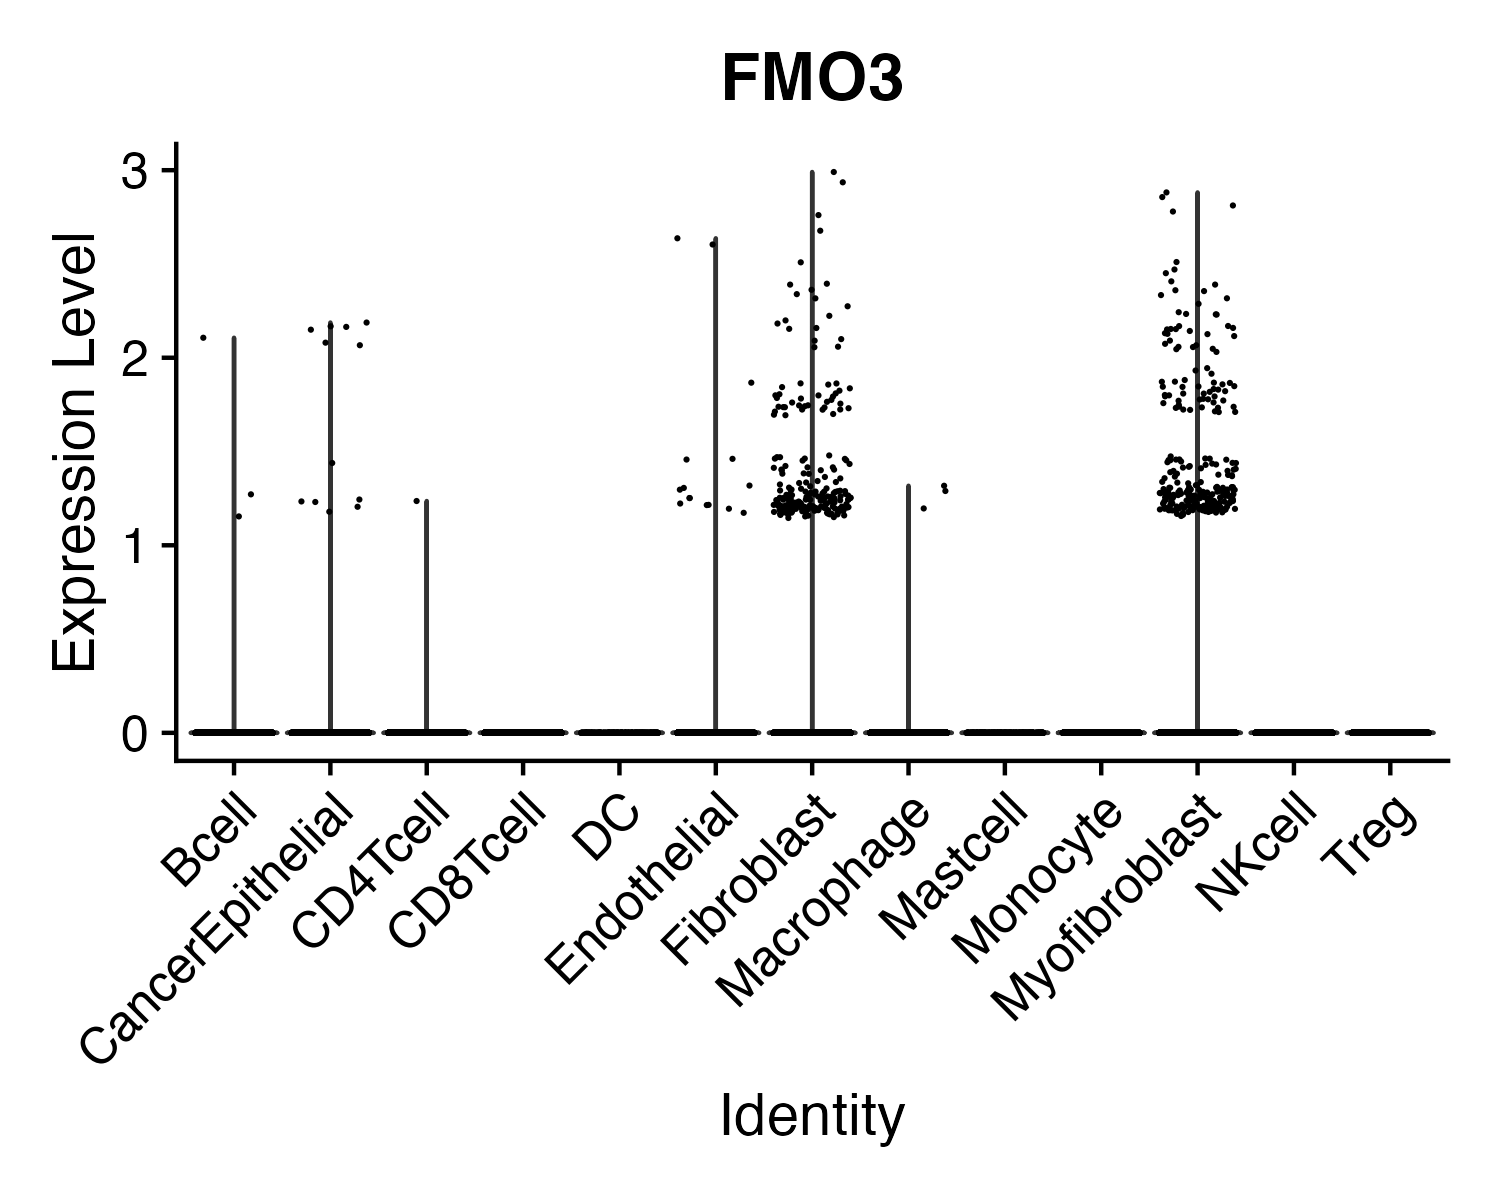 FMO3
Expression Level
3
2
1
0
Bcell
CancerEpithelial
CD4Tcell
CD8Tcell
DC
Endothelial
Fibroblast
Macrophage
Mastcell
Monocyte
Myofibroblast
NKcell
Treg
Identity